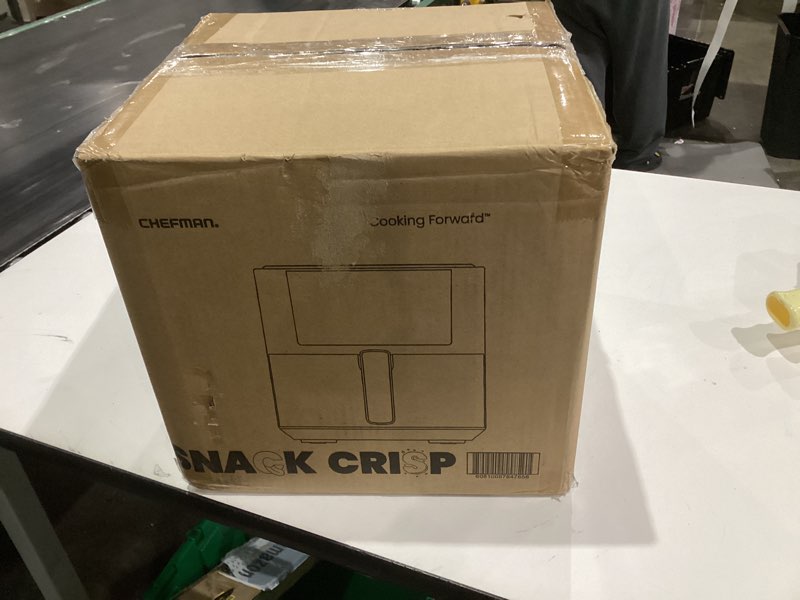 CHEFMAN.
Cooking Forward™
SNACK CRISP